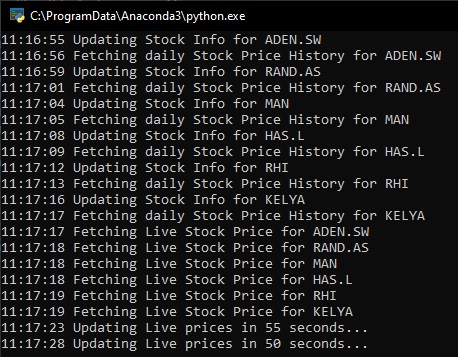 C:\ProgramData\Anaconda3\python.exe
11:16:55 Updating Stock Info for ADEN.SW
11:16:56 Fetching daily Stock Price History for ADEN.SW
11:16:59 Updating Stock Info for RAND.AS
11:17:01 Fetching daily Stock Price History for RAND.AS
11:17:04 Updating Stock Info for MAN
11:17:05 Fetching daily Stock Price History for MAN
11:17:08 Updating Stock Info for HAS.L
11:17:09 Fetching daily Stock Price History for HAS.L
11:17:12 Updating Stock Info for RHI
11:17:13 Fetching daily Stock Price History for RHI
11:17:16 Updating Stock Info for KELYA
11:17:17 Fetching daily Stock Price History for KELYA
11:17:17 Fetching Live Stock Price for ADEN.SW
11:17:18 Fetching Live Stock Price for RAND.AS
11:17:18 Fetching Live Stock Price for MAN
11:17:18 Fetching Live Stock Price for HAS.L
11:17:19 Fetching Live Stock Price for RHI
11:17:19 Fetching Live Stock Price for KELYA
11:17:23 Updating Live prices in 55 seconds...
11:17:28 Updating Live prices in 50 seconds...